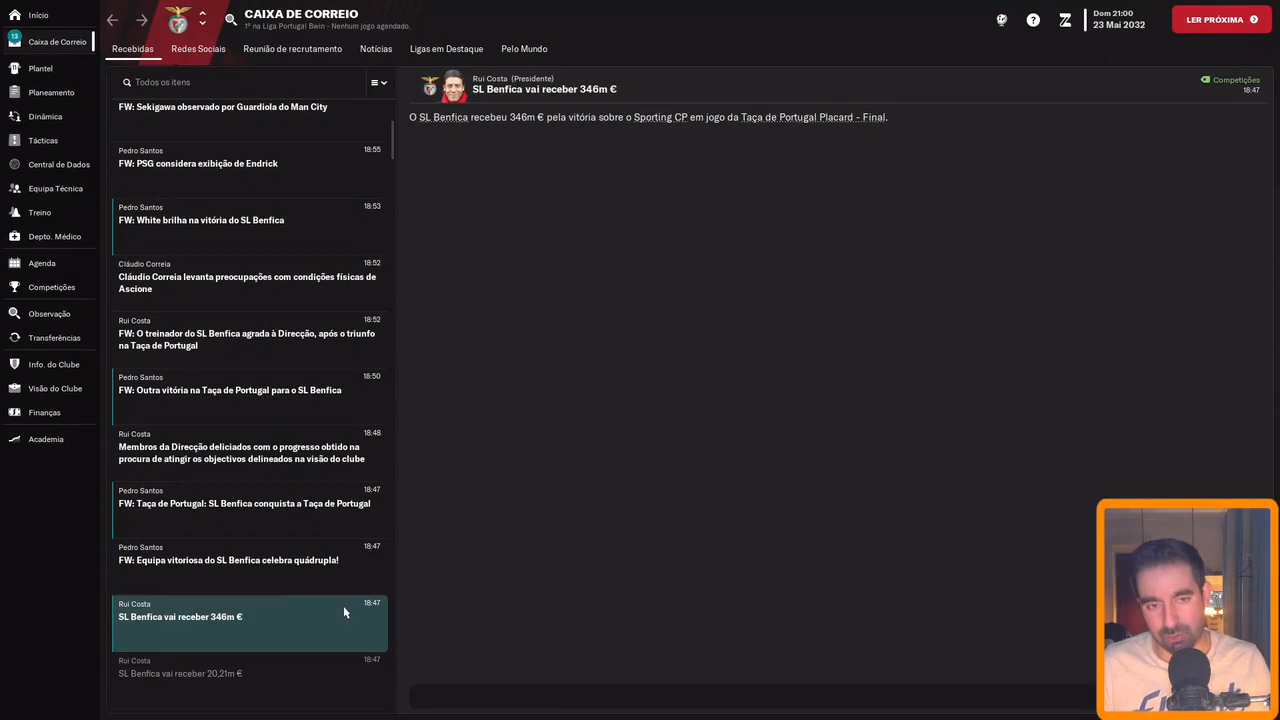 Início
13
Caixa de Correio
Plantel
Planeamento
Dinâmica
Tácticas
Central de Dados
Equipa Técnica
Treino
Depto. Médico
Agenda
Competições
Observação
Transferências
Info. do Clube
Visão do Clube
Finanças
Academia
CAIXA DE CORREIO
1º na Liga Portugal Bwin - Nenhum jogo agendado.
Dom 21:00
23 Mai 2032
LER PRÓXIMA
Recebidas
Redes Sociais
Reunião de recrutamento
Notícias
Ligas em Destaque
Pelo Mundo
Todos os itens
FW: Sekigawa observado por Guardiola do Man City
Pedro Santos 18:55
FW: PSG considera exibição de Endrick
Pedro Santos 18:53
FW: White brilha na vitória do SL Benfica
Cláudio Correia 18:52
Cláudio Correia levanta preocupações com condições físicas de
Ascione
Rui Costa 18:52
FW: O treinador do SL Benfica agrada à Direcção, após o triunfo
na Taça de Portugal
Pedro Santos 18:50
FW: Outra vitória na Taça de Portugal para o SL Benfica
Rui Costa 18:48
Membros da Direcção deliciados com o progresso obtido na
procura de atingir os objectivos delineados na visão do clube
Pedro Santos 18:47
FW: Taça de Portugal: SL Benfica conquista a Taça de Portugal
Pedro Santos 18:47
FW: Equipa vitoriosa do SL Benfica celebra quádrupla!
Rui Costa 18:47
SL Benfica vai receber 346m €
Rui Costa 18:47
SL Benfica vai receber 20,21m €
Rui Costa (Presidente)
SL Benfica vai receber 346m €
Competições
18:47
O SL Benfica recebeu 346m € pela vitória sobre o Sporting CP em jogo da Taça de Portugal Placard - Final.